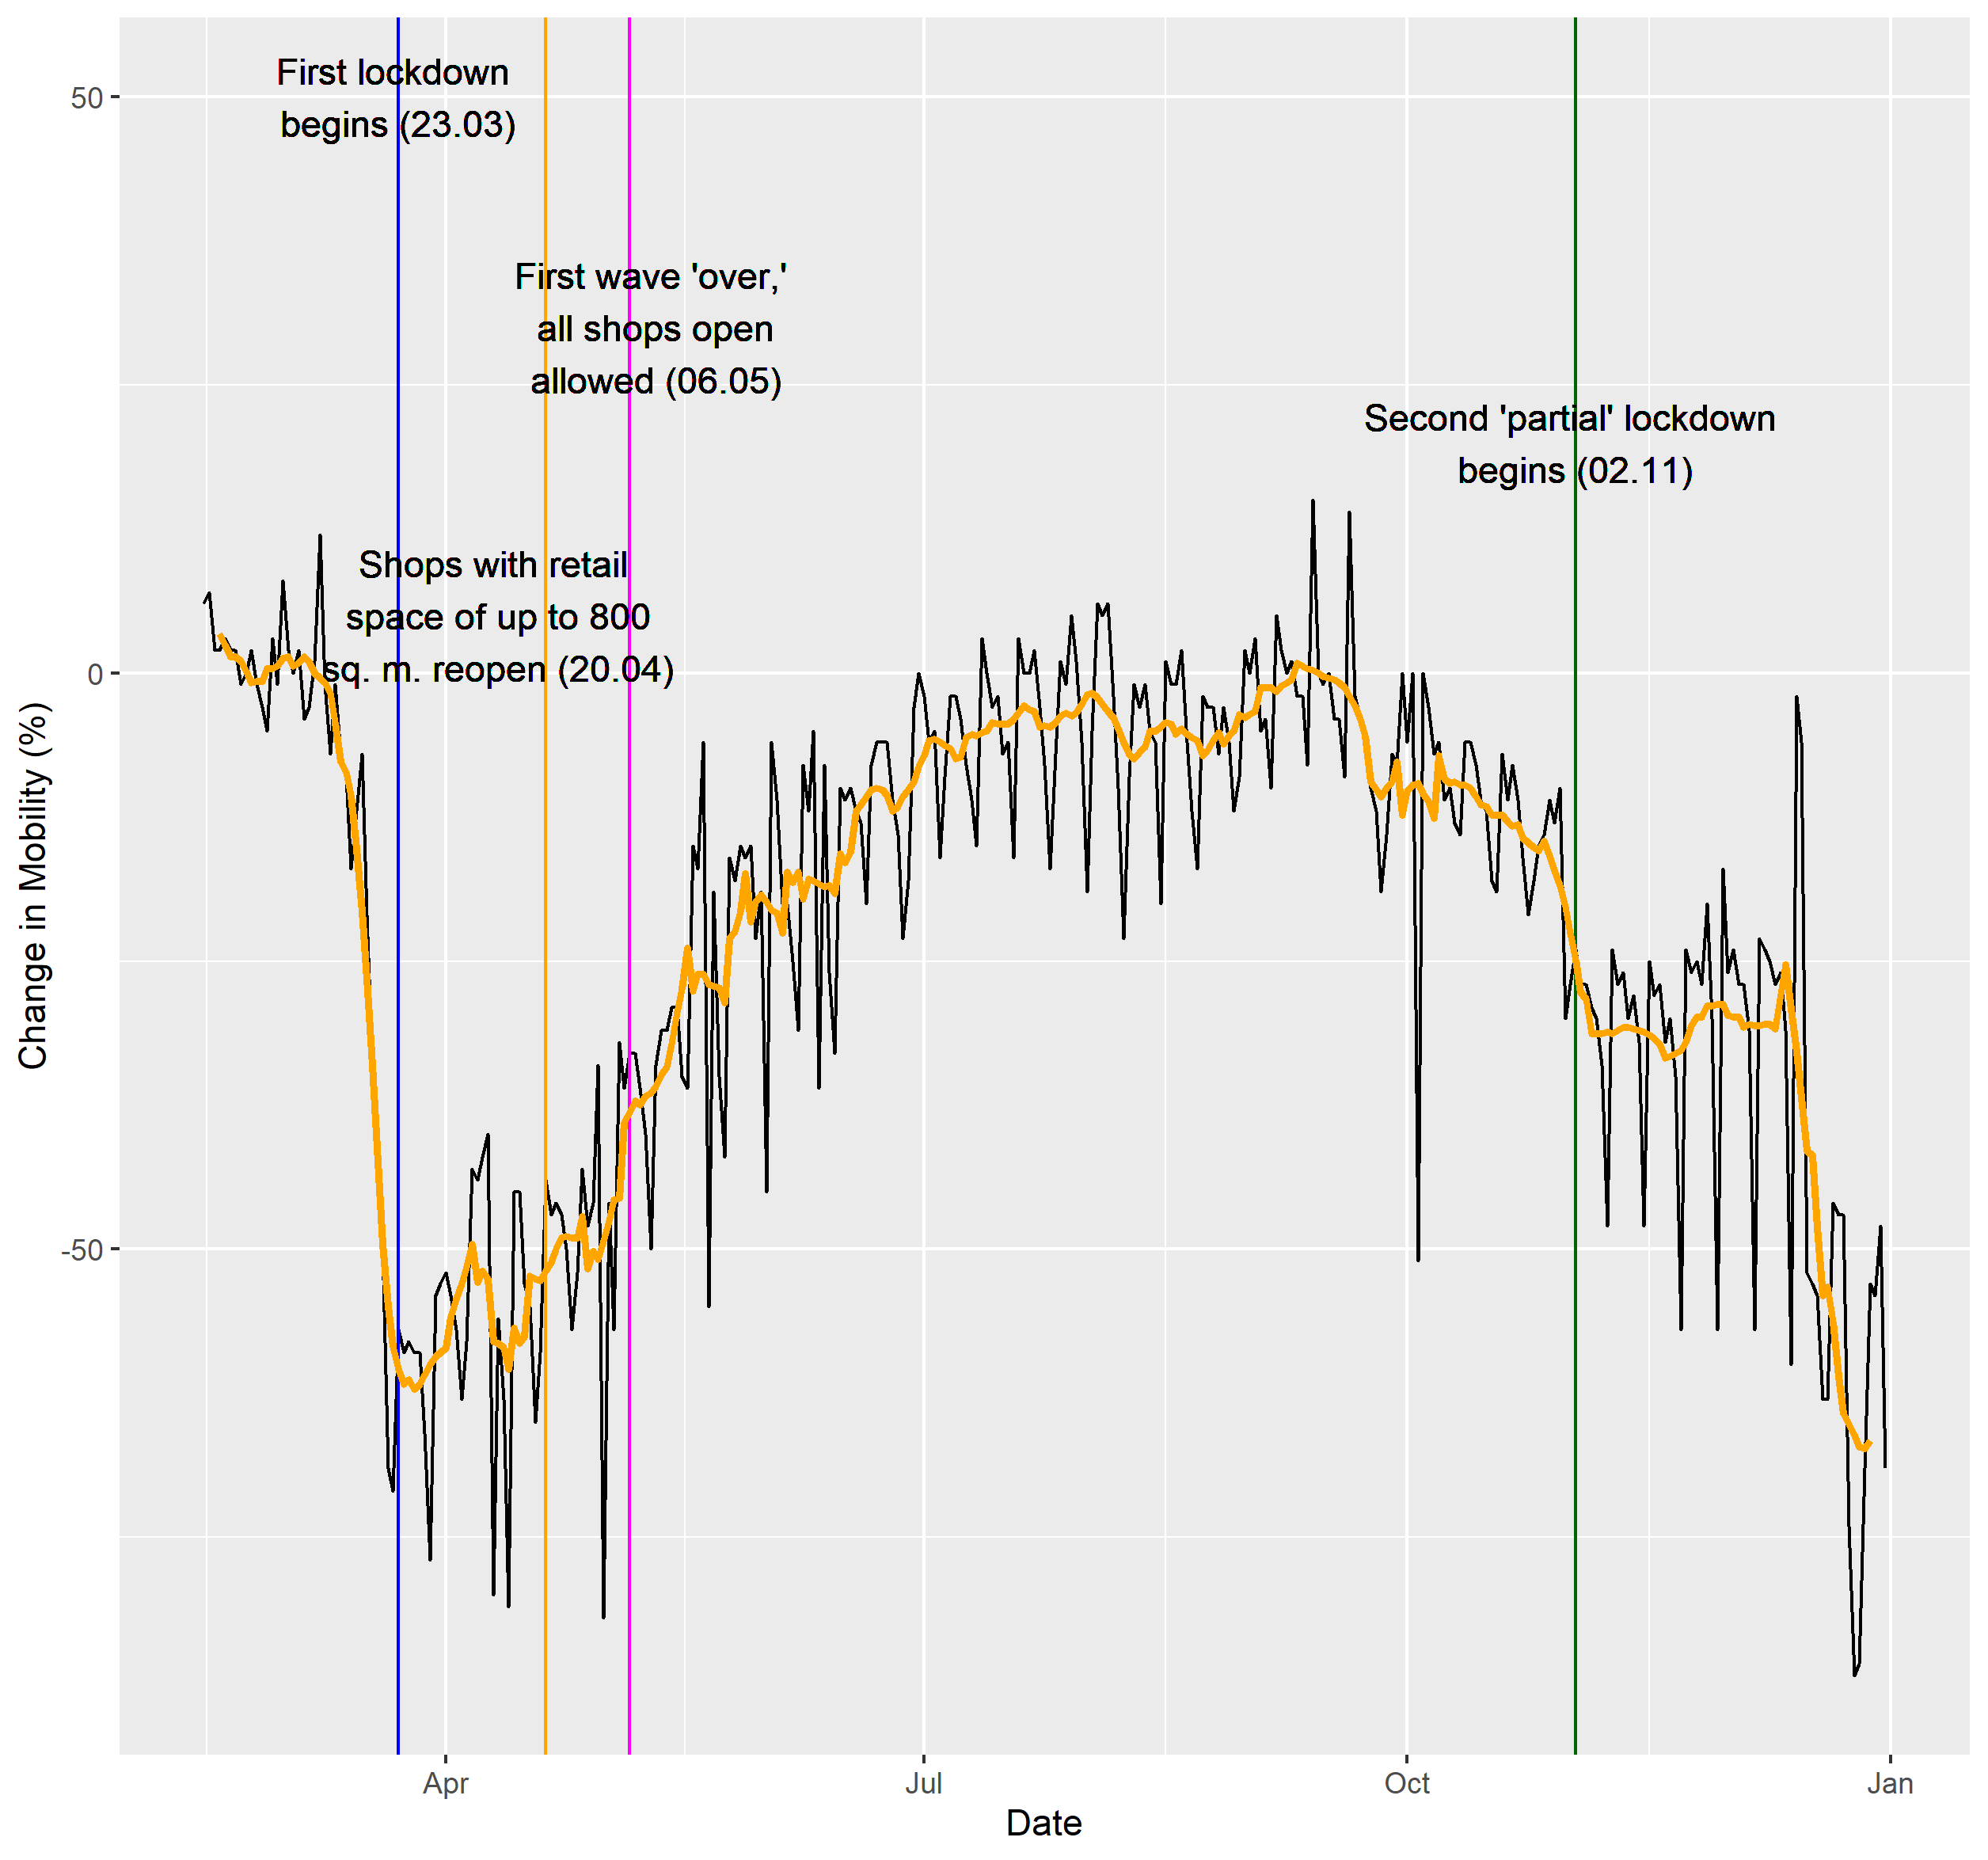 First lockdown
begins (23.03)
First wave 'over,'
all shops open
allowed (06.05)
Second 'partial' lockdown
begins (02.11)
Shops with retail
space of up to 800
sq. m. reopen (20.04)
50
0
-50
Change in Mobility (%)
Apr
Jul
Oct
Jan
Date